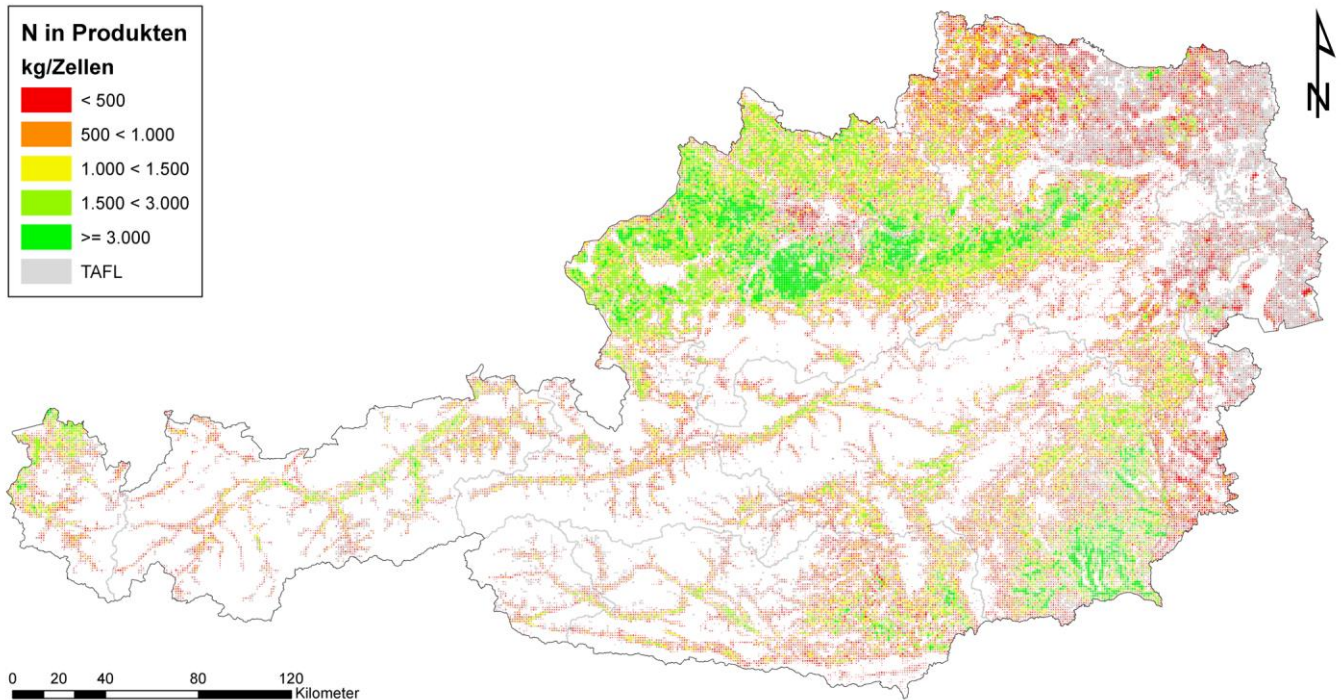 N in Produkten
kg/Zellen
< 500
500 < 1.000
1.000 < 1.500
1.500 < 3.000
>= 3.000
TAFL
N
0 20 40 80 120
Kilometer